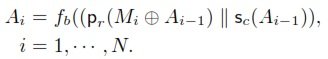 A_i = f_b((p_r(M_i ⊕ A_{i−1}) ∥ s_c(A_{i−1})),
i = 1, ⋯ , N.